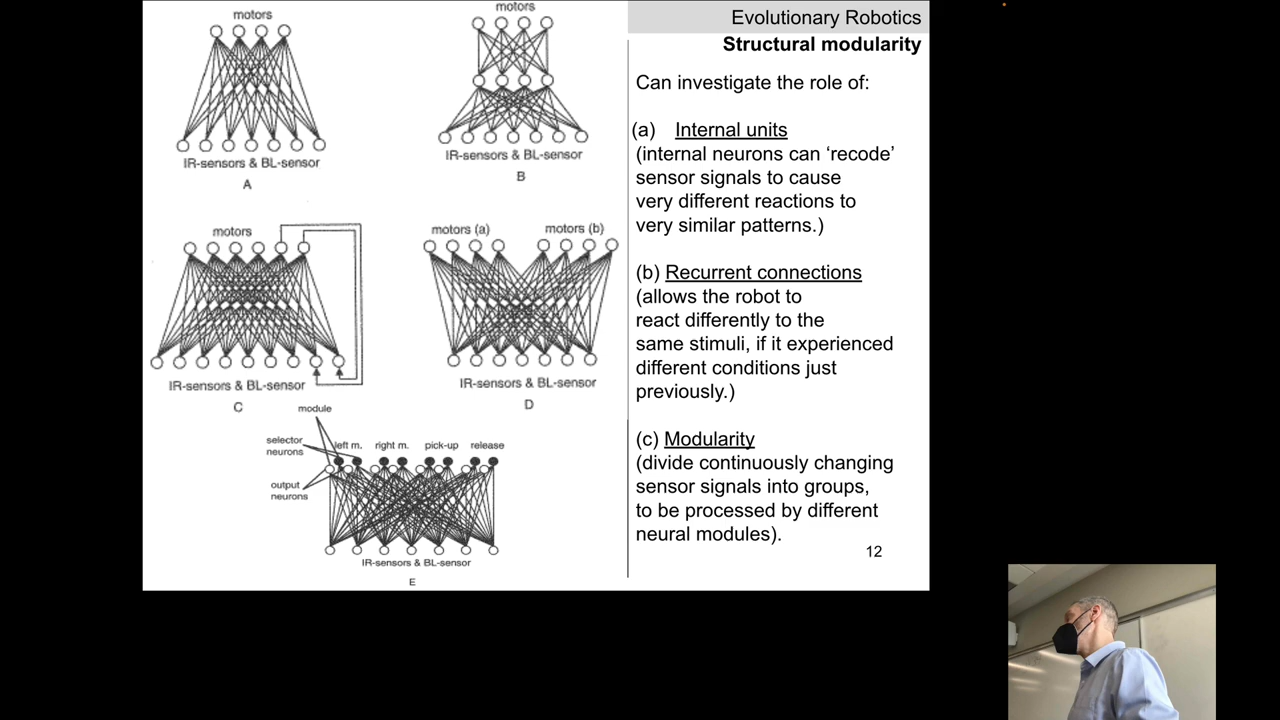 motors
IR-sensors & BL-sensor
A
motors
IR-sensors & BL-sensor
B
motors
IR-sensors & BL-sensor
C
motors (a)
motors (b)
IR-sensors & BL-sensor
D
module
selector
neurons
left m.
right m.
pick-up
release
output
neurons
IR-sensors & BL-sensor
E
Evolutionary Robotics
Structural modularity
Can investigate the role of:
(a) Internal units
(internal neurons can ‘recode’
sensor signals to cause
very different reactions to
very similar patterns.)
(b) Recurrent connections
(allows the robot to
react differently to the
same stimuli, if it experienced
different conditions just
previously.)
(c) Modularity
(divide continuously changing
sensor signals into groups,
to be processed by different
neural modules).
12